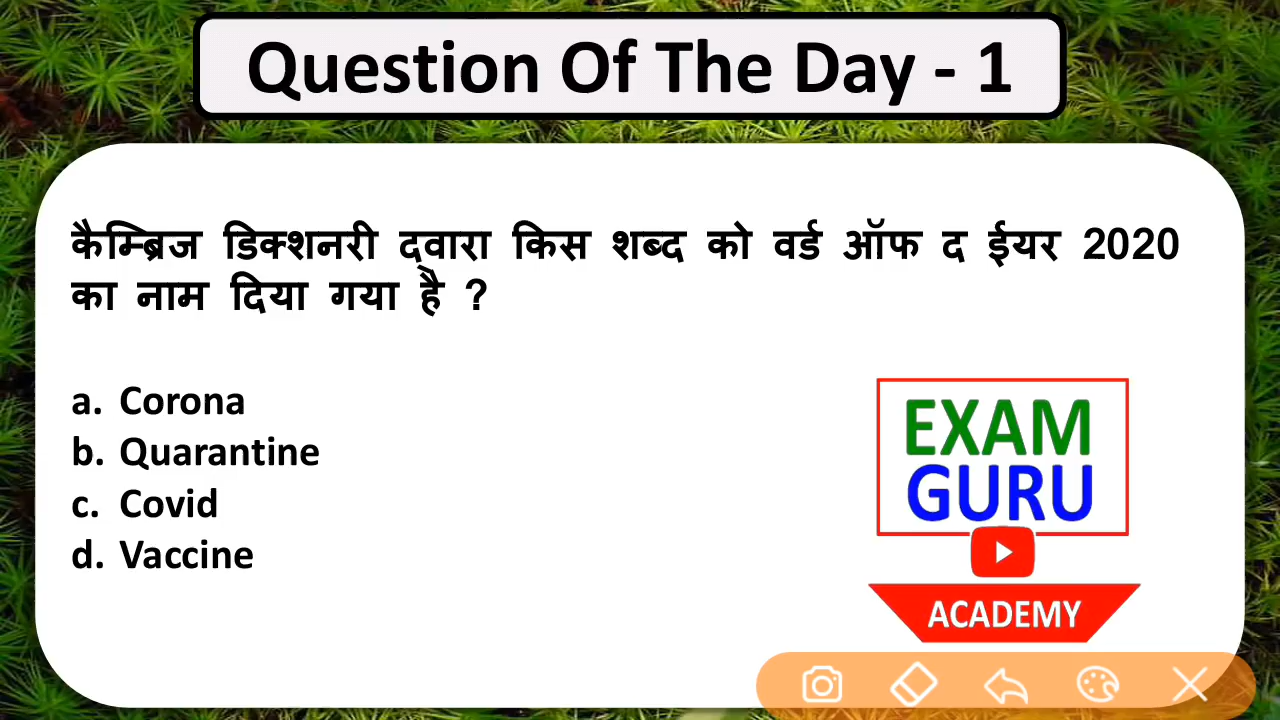 Question Of The Day - 1
कैम्ब्रिज डिक्शनरी द्वारा किस शब्द को वर्ड ऑफ द ईयर 2020
का नाम दिया गया है ?
a. Corona
b. Quarantine
c. Covid
d. Vaccine
EXAM
GURU
ACADEMY